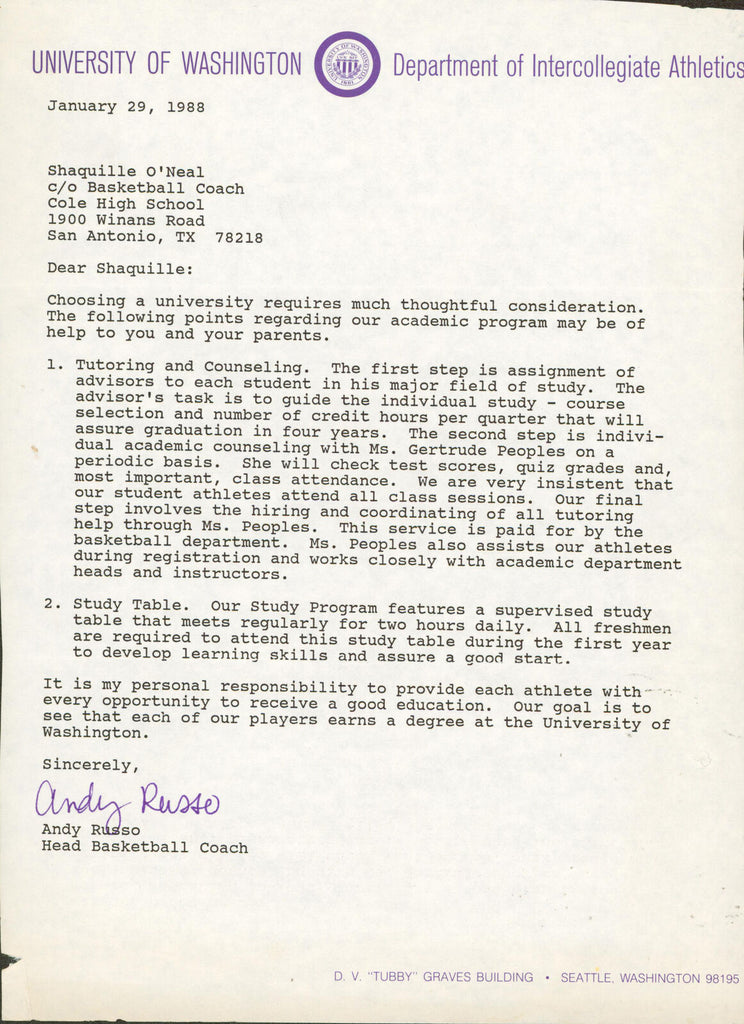 UNIVERSITY OF WASHINGTON Department of Intercollegiate Athletics
January 29, 1988
Shaquille O'Neal
c/o Basketball Coach
Cole High School
1900 Winans Road
San Antonio, TX  78218
Dear Shaquille:
Choosing a university requires much thoughtful consideration.
The following points regarding our academic program may be of
help to you and your parents.
1. Tutoring and Counseling.  The first step is assignment of
advisors to each student in his major field of study.  The
advisor's task is to guide the individual study - course
selection and number of credit hours per quarter that will
assure graduation in four years.  The second step is indivi-
dual academic counseling with Ms. Gertrude Peoples on a
periodic basis.  She will check test scores, quiz grades and,
most important, class attendance.  We are very insistent that
our student athletes attend all class sessions.  Our final
step involves the hiring and coordinating of all tutoring
help through Ms. Peoples.  This service is paid for by the
basketball department.  Ms. Peoples also assists our athletes
during registration and works closely with academic department
heads and instructors.
2. Study Table.  Our Study Program features a supervised study
table that meets regularly for two hours daily.  All freshmen
are required to attend this study table during the first year
to develop learning skills and assure a good start.
It is my personal responsibility to provide each athlete with
every opportunity to receive a good education.  Our goal is to
see that each of our players earns a degree at the University of
Washington.
Sincerely,
Andy Russo
Andy Russo
Head Basketball Coach
D. V. "TUBBY" GRAVES BUILDING • SEATTLE, WASHINGTON 98195